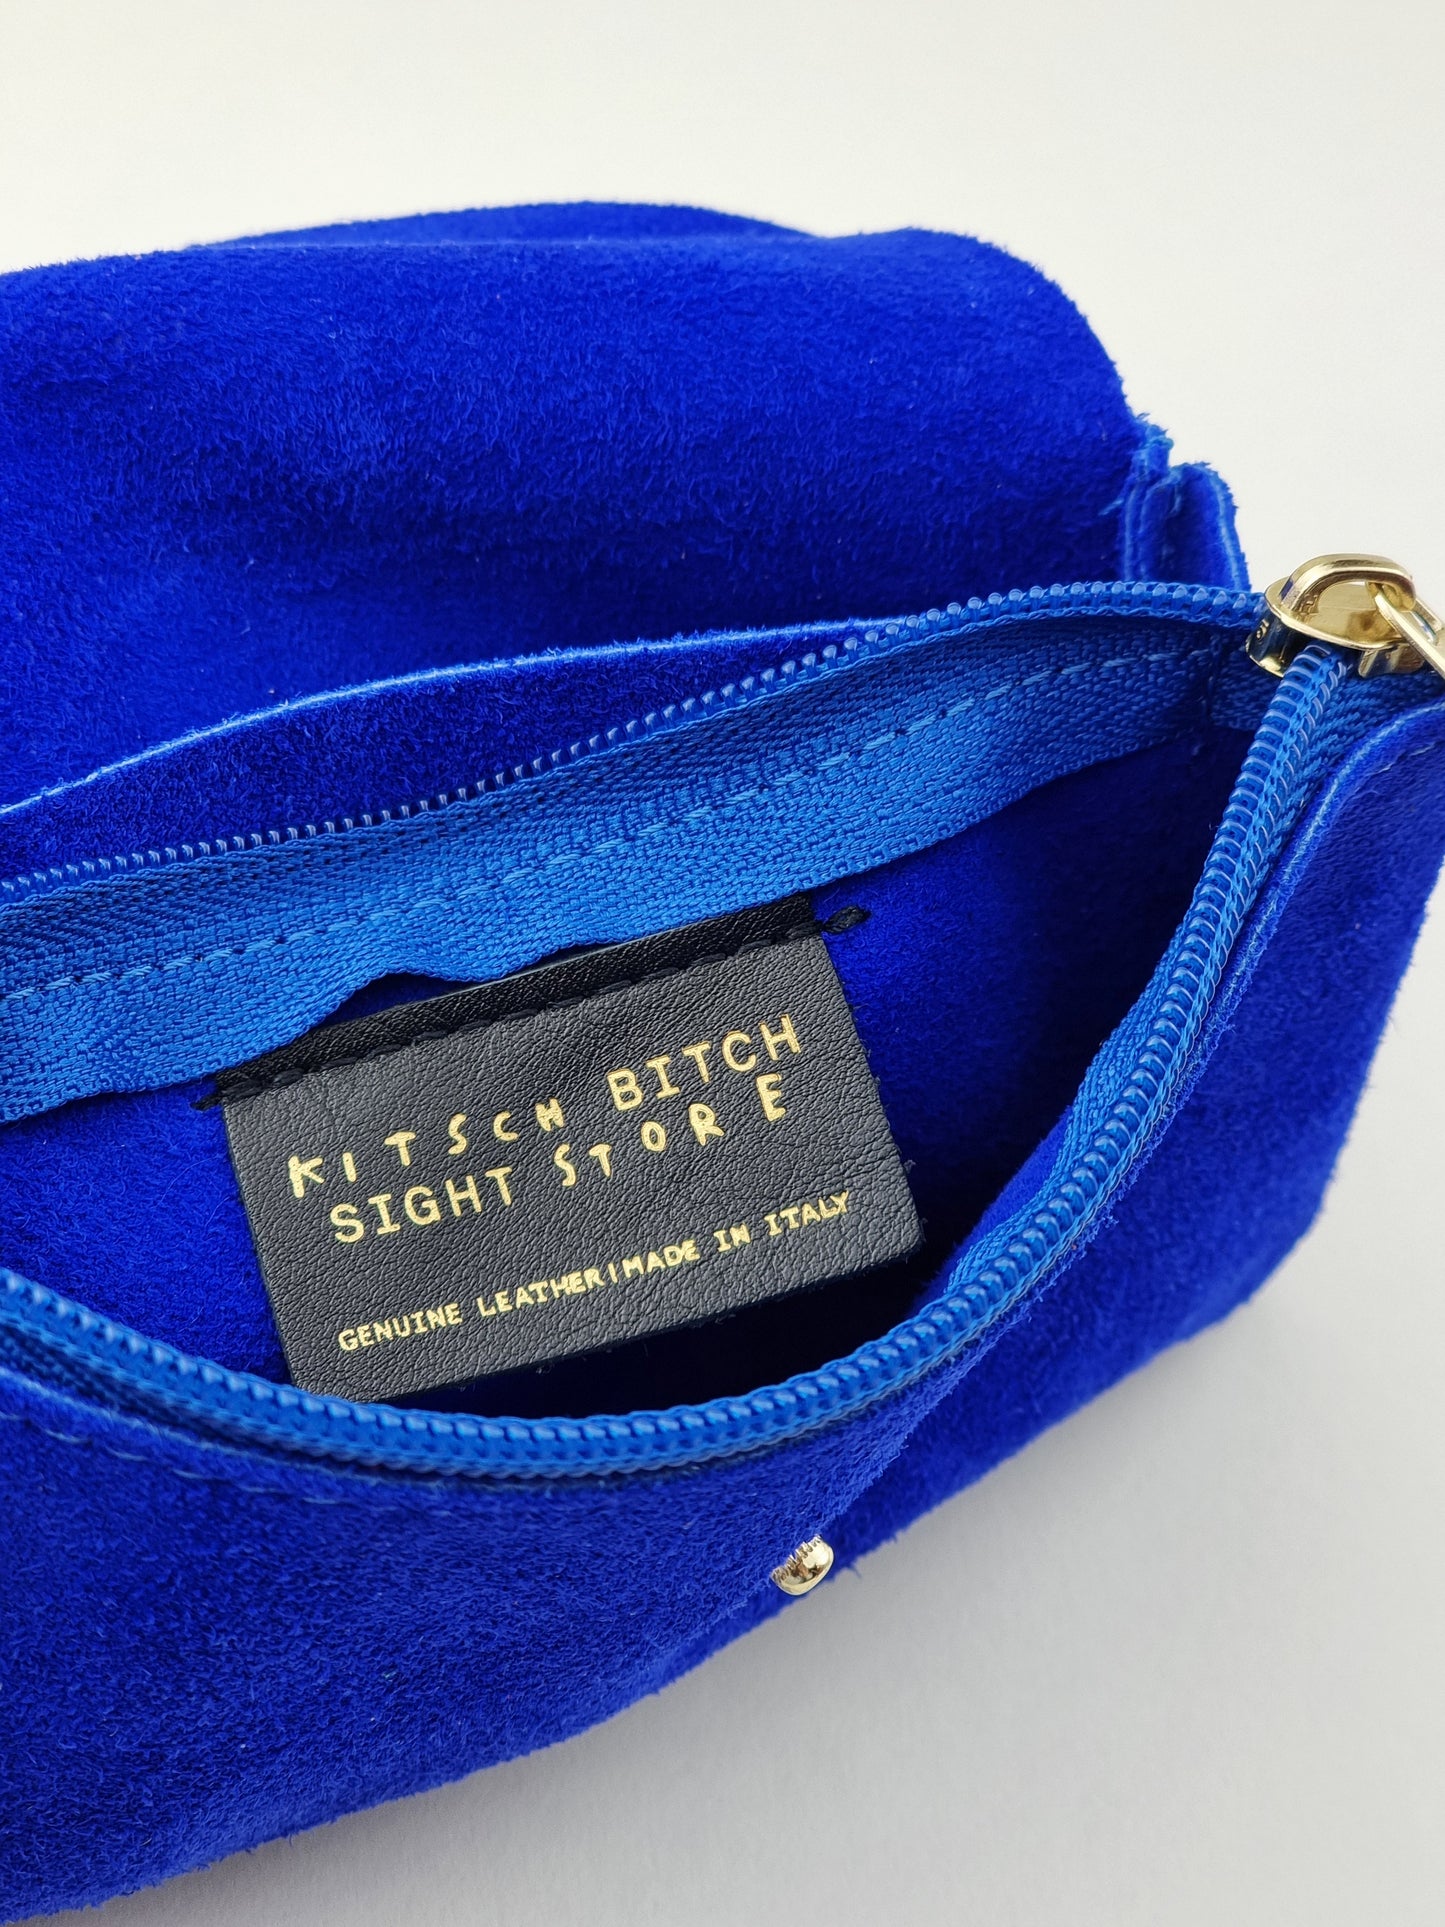 KITSCH BITCH
SIGHT STORE
GENUINE LEATHER | MADE IN ITALY